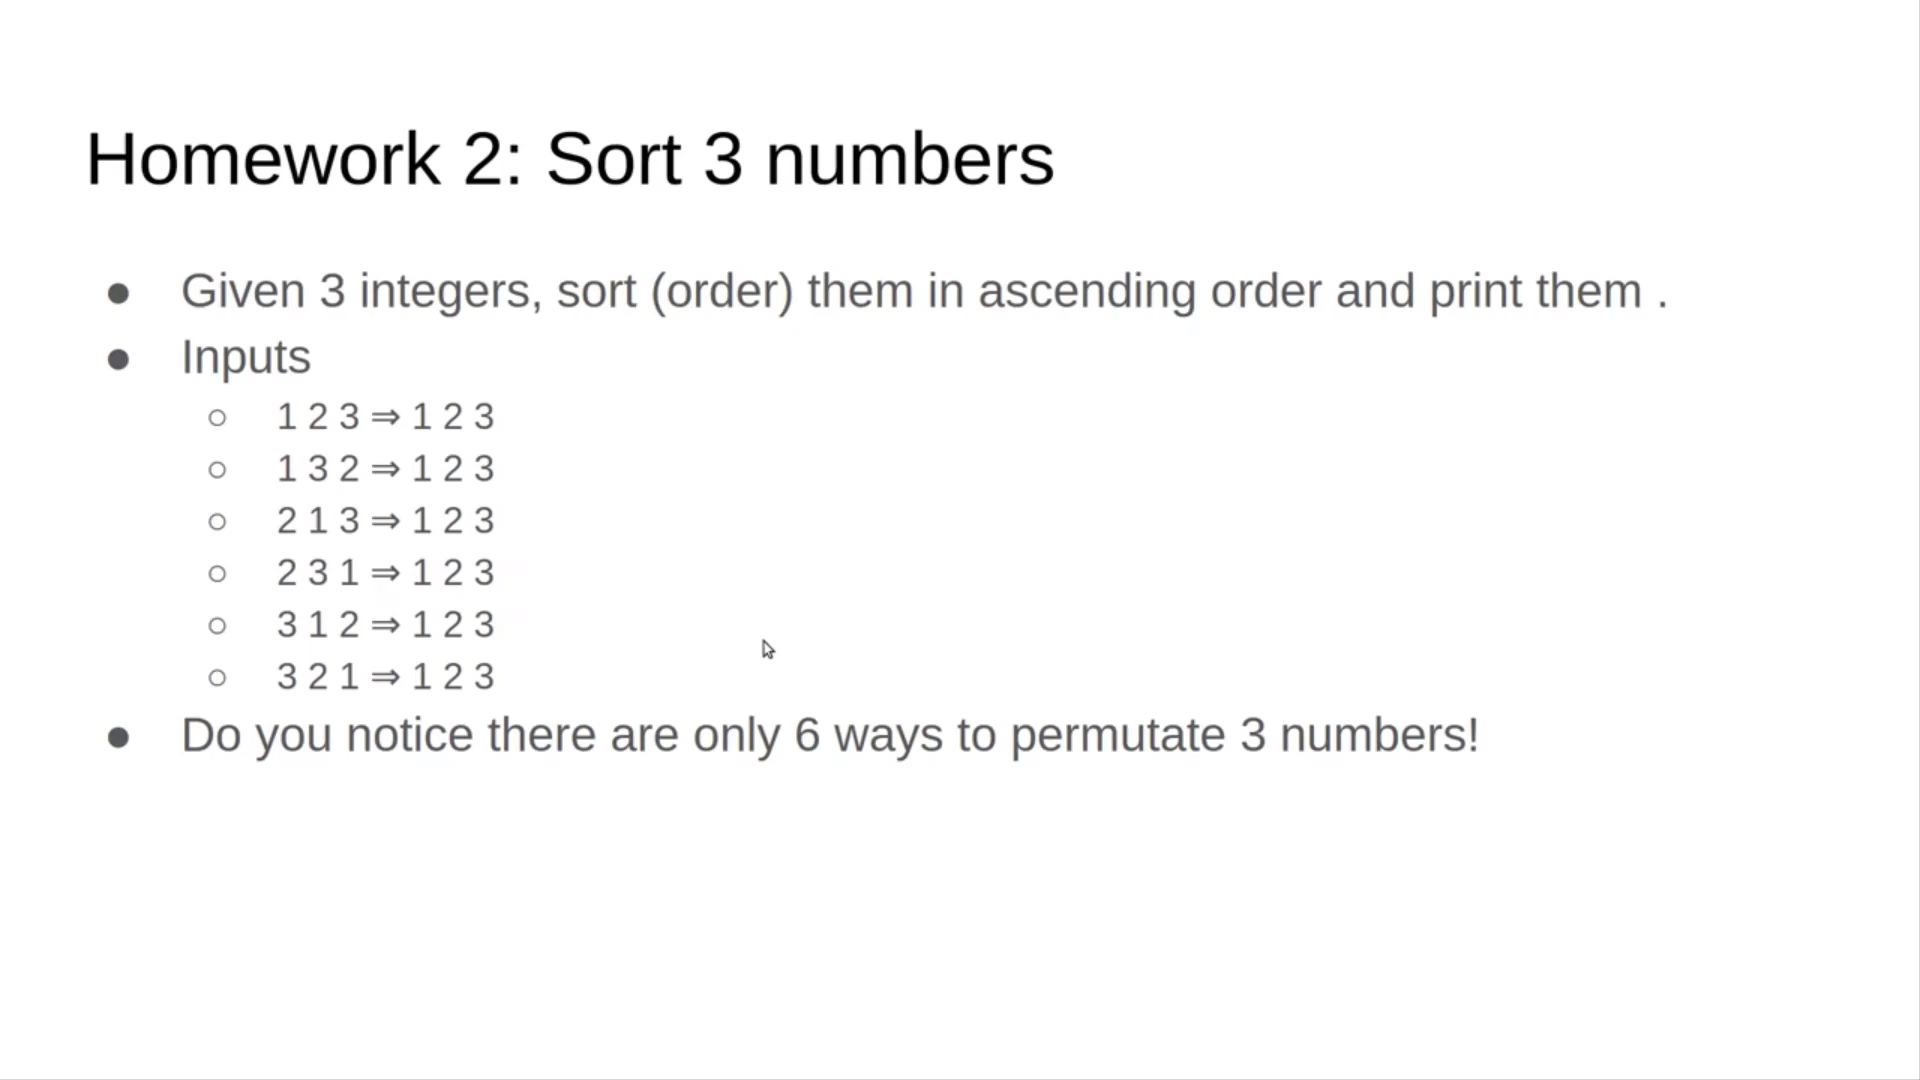 Homework 2: Sort 3 numbers
● Given 3 integers, sort (order) them in ascending order and print them .
● Inputs
○ 1 2 3 ⇒ 1 2 3
○ 1 3 2 ⇒ 1 2 3
○ 2 1 3 ⇒ 1 2 3
○ 2 3 1 ⇒ 1 2 3
○ 3 1 2 ⇒ 1 2 3
○ 3 2 1 ⇒ 1 2 3
● Do you notice there are only 6 ways to permutate 3 numbers!